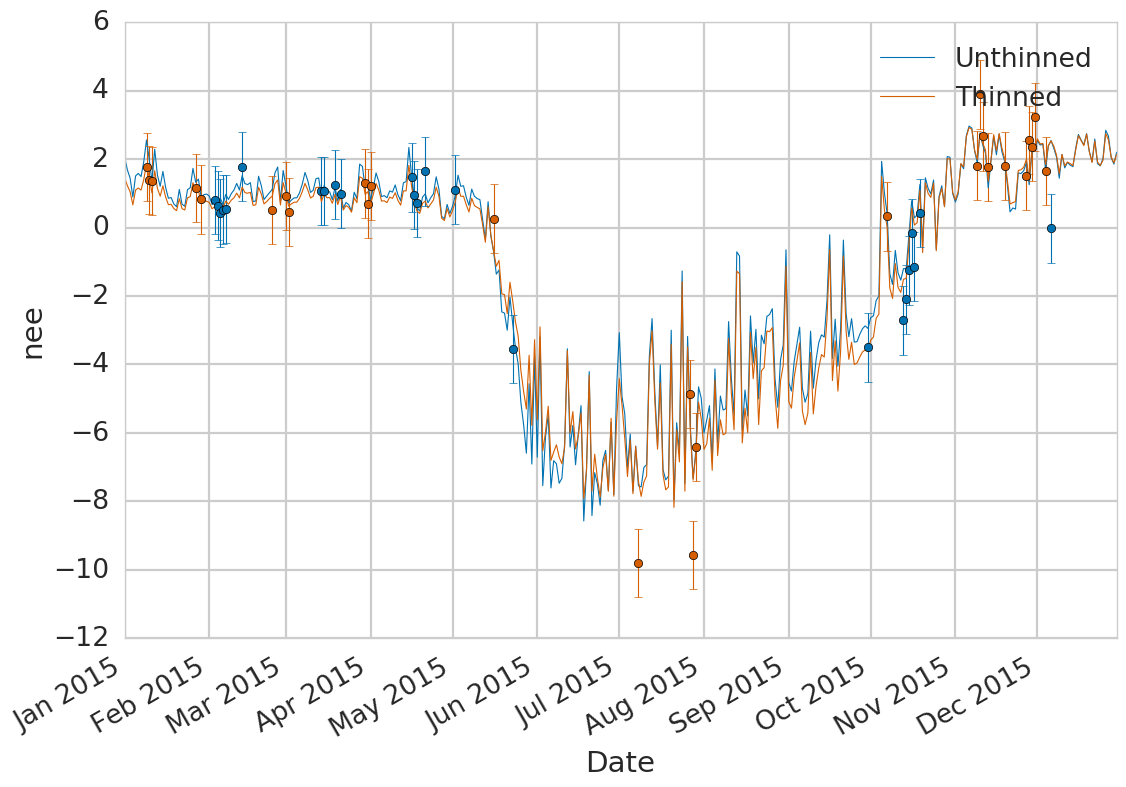 6
4
2
0
−2
−4
−6
−8
−10
−12
nee
Unthinned
Thinned
Jan 2015
Feb 2015
Mar 2015
Apr 2015
May 2015
Jun 2015
Jul 2015
Aug 2015
Sep 2015
Oct 2015
Nov 2015
Dec 2015
Date